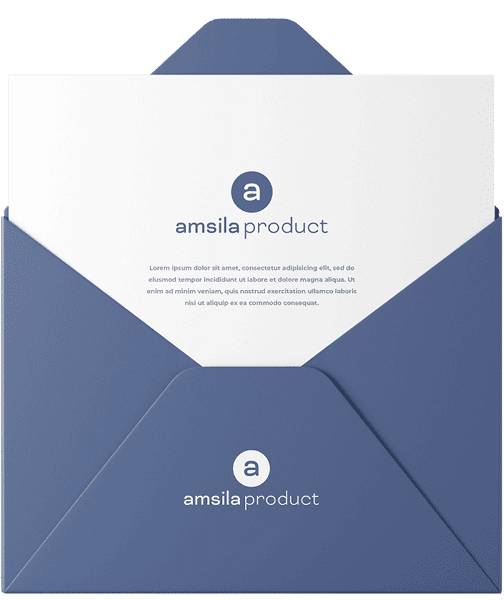 a
amsila product
Lorem ipsum dolor sit amet, consectetur adipisicing elit, sed do
eiusmod tempor incididunt ut labore et dolore magna aliqua. Ut
enim ad minim veniam, quis nostrud exercitation ullamco laboris
nisi ut aliquip ex ea commodo consequat.
a
amsila product